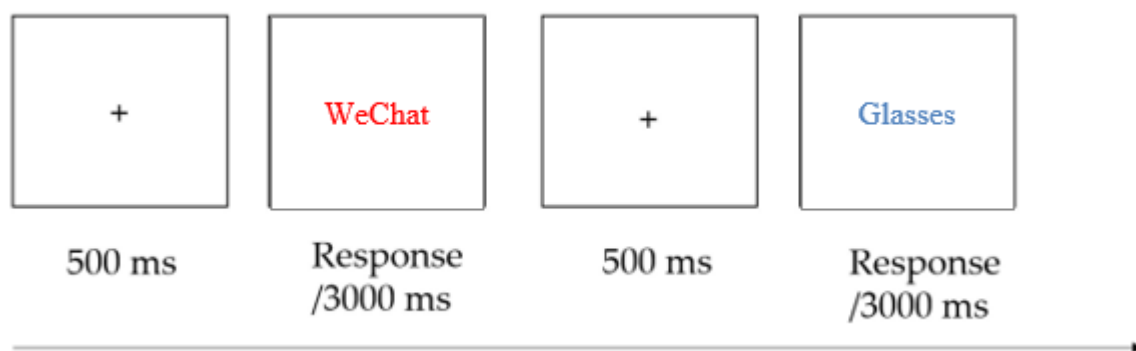 +
WeChat
+
Glasses
500 ms
Response
/3000 ms
500 ms
Response
/3000 ms